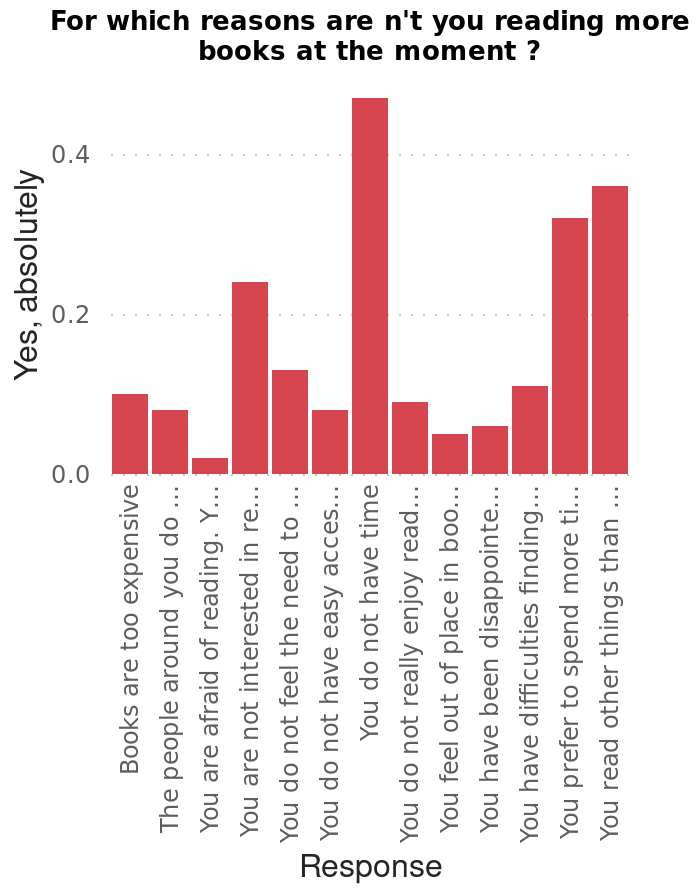 For which reasons are n't you reading more
books at the moment ?
Yes, absolutely
0.4
0.2
0.0
Books are too expensive
The people around you do ...
You are afraid of reading. Y...
You are not interested in re...
You do not feel the need to ...
You do not have easy acces...
You do not have time
You do not really enjoy read...
You feel out of place in boo...
You have been disappointe...
You have difficulties finding...
You prefer to spend more ti...
You read other things than ...
Response